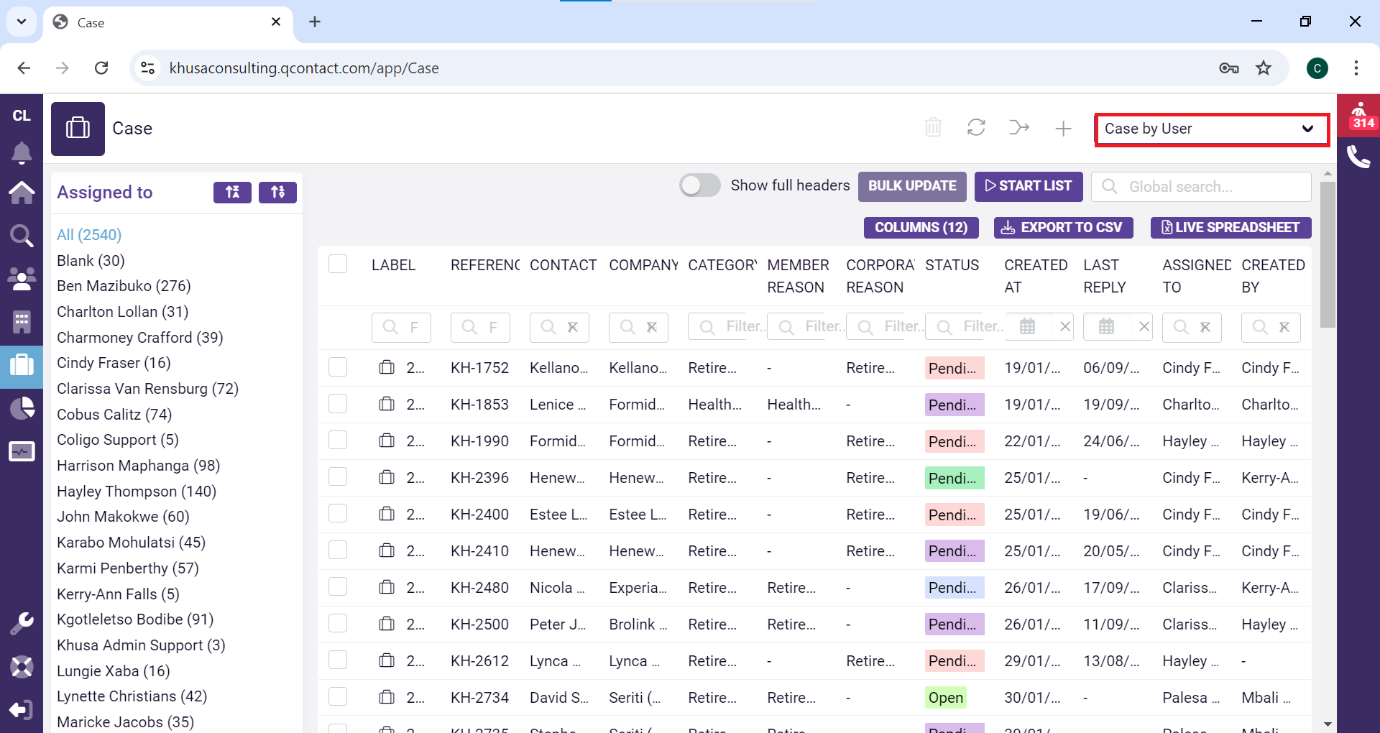 Case
khusaconsulting.qcontact.com/app/Case
C
CL
Case
Case by User
314
Assigned to
Show full headers
BULK UPDATE
START LIST
Global search...
COLUMNS (12)
EXPORT TO CSV
LIVE SPREADSHEET
All (2540)
Blank (30)
Ben Mazibuko (276)
Charlton Lollan (31)
Charmoney Crafford (39)
Cindy Fraser (16)
Clarissa Van Rensburg (72)
Cobus Calitz (74)
Coligo Support (5)
Harrison Maphanga (98)
Hayley Thompson (140)
John Makokwe (60)
Karabo Mohulatsi (45)
Karmi Penberthy (57)
Kerry-Ann Falls (5)
Kgotleletso Bodibe (91)
Khusa Admin Support (3)
Lungie Xaba (16)
Lynette Christians (42)
Maricke Jacobs (35)
LABEL REFERENC CONTACT COMPANY CATEGORY MEMBER REASON CORPORA REASON STATUS CREATED AT LAST REPLY ASSIGNED TO CREATED BY
F F Filter.. Filter.. Filter.. Filter..
2... KH-1752 Kellano... Kellano... Retire... - Retire... Pendi... 19/01/... 06/09/... Cindy F... Cindy F...
2... KH-1853 Lenice ... Formid... Health... Health... - Pendi... 19/01/... 19/09/... Charlto... Charlto...
2... KH-1990 Formid... Formid... Retire... - Retire... Pendi... 22/01/... 24/06/... Hayley ... Hayley ...
2... KH-2396 Henew... Henew... Retire... - Retire... Pendi... 25/01/... - Cindy F... Kerry-A...
2... KH-2400 Estee L... Estee L... Retire... - Retire... Pendi... 25/01/... 19/06/... Cindy F... Cindy F...
2... KH-2410 Henew... Henew... Retire... - Retire... Pendi... 25/01/... 20/05/... Cindy F... Cindy F...
2... KH-2480 Nicola ... Experia... Retire... Retire... - Pendi... 26/01/... 17/09/... Clariss... Kerry-A...
2... KH-2500 Peter J... Brolink ... Retire... Retire... - Pendi... 26/01/... 11/09/... Clariss... Hayley ...
2... KH-2612 Lynca ... Lynca ... Retire... - Retire... Pendi... 29/01/... 13/08/... Hayley ... -
2... KH-2734 David S... Seriti (... Retire... Retire... - Open 30/01/... - Palesa ... Mbali ...